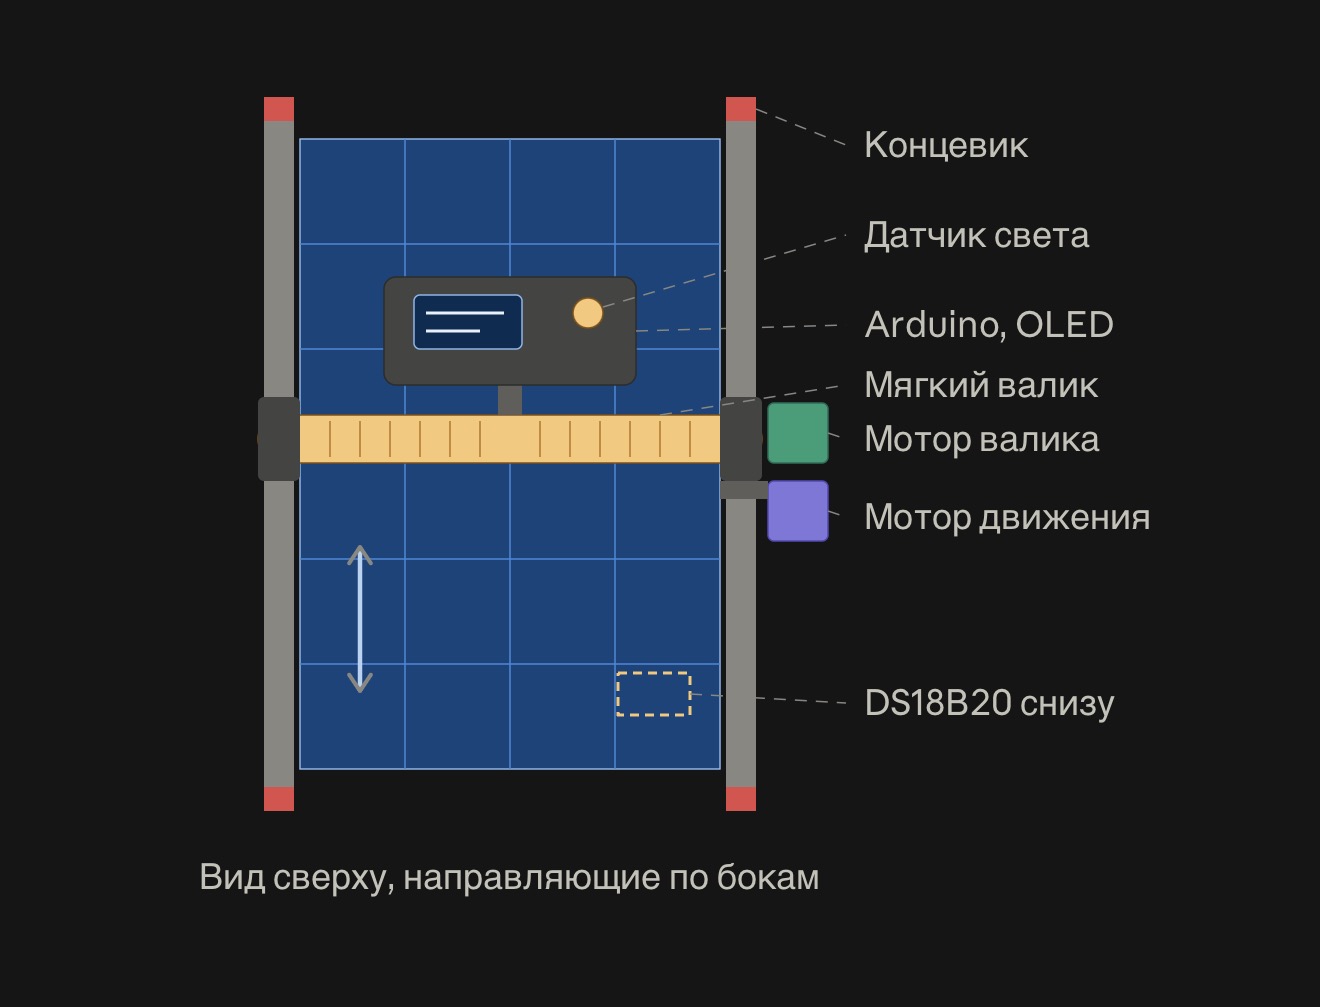 Концевик
Датчик света
Arduino, OLED
Мягкий валик
Мотор валика
Мотор движения
DS18B20 снизу
Вид сверху, направляющие по бокам